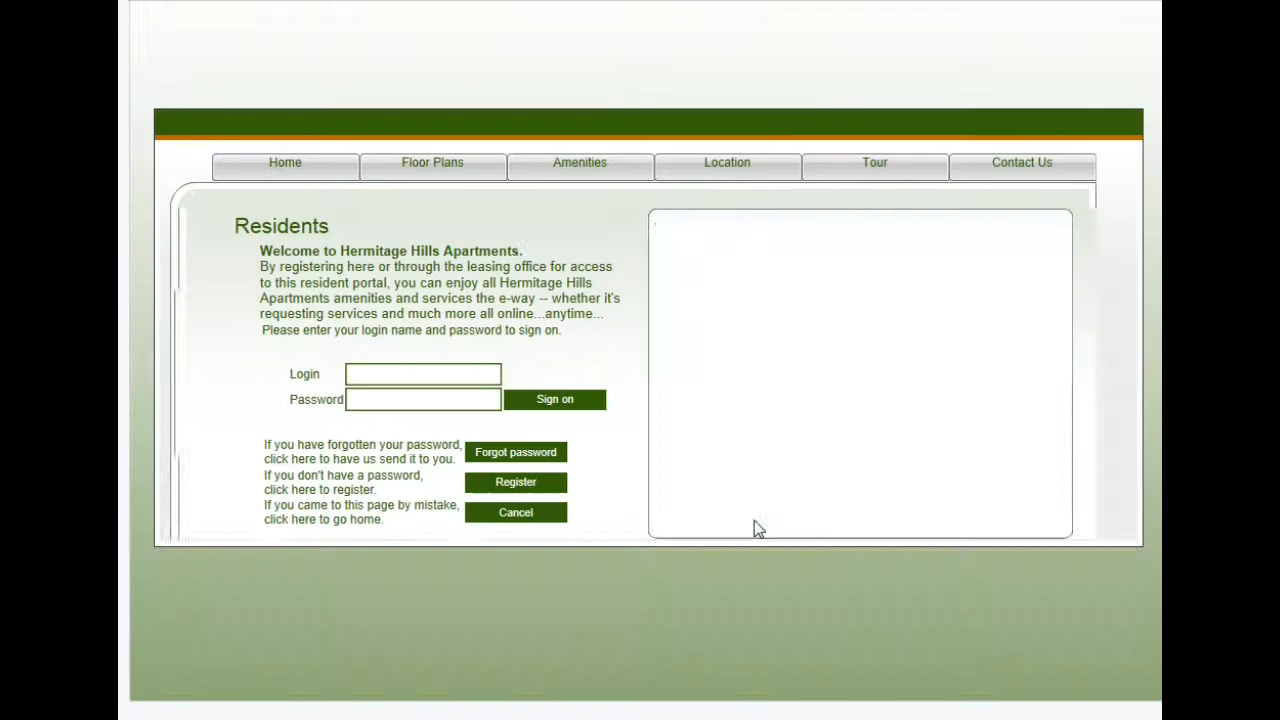 Home Floor Plans Amenities Location Tour Contact Us
Residents
Welcome to Hermitage Hills Apartments.
By registering here or through the leasing office for access
to this resident portal, you can enjoy all Hermitage Hills
Apartments amenities and services the e-way -- whether it's
requesting services and much more all online...anytime...
Please enter your login name and password to sign on.
Login
Password Sign on
If you have forgotten your password,
click here to have us send it to you.
Forgot password
If you don't have a password,
click here to register.
Register
If you came to this page by mistake,
click here to go home.
Cancel